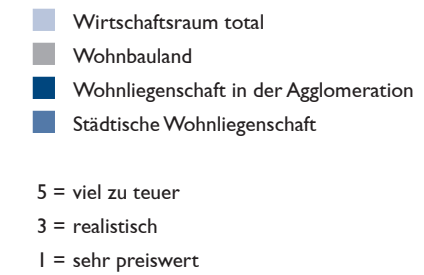 Wirtschaftsraum total
Wohnbauland
Wohnliegenschaft in der Agglomeration
Städtische Wohnliegenschaft
5 = viel zu teuer
3 = realistisch
1 = sehr preiswert